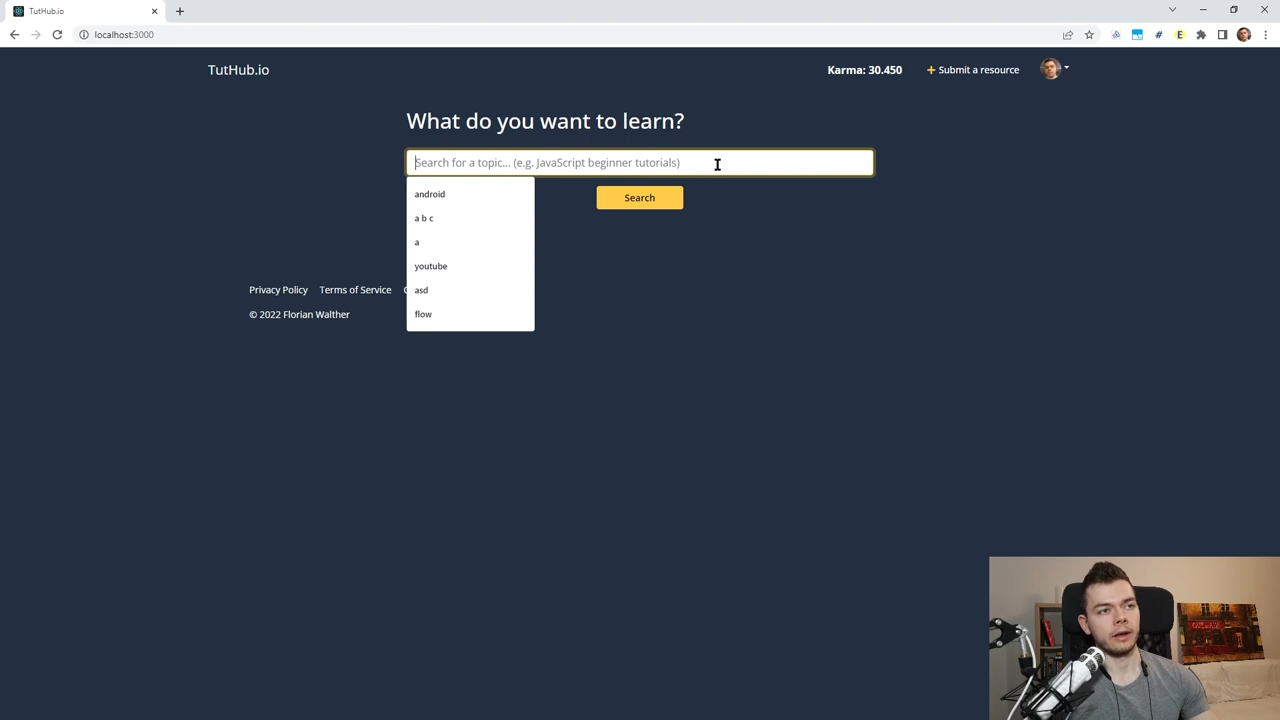 TutHub.io
localhost:3000
TutHub.io
Karma: 30.450
+ Submit a resource
What do you want to learn?
Search for a topic... (e.g. JavaScript beginner tutorials)
Search
android
a b c
a
youtube
asd
flow
Privacy Policy
Terms of Service
© 2022 Florian Walther